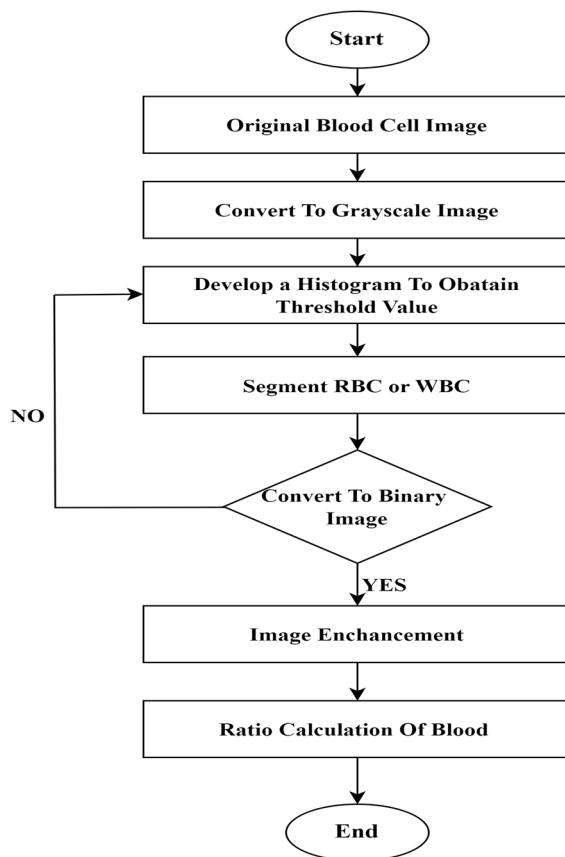 Start
Original Blood Cell Image
Convert To Grayscale Image
Develop a Histogram To Obatain
Threshold Value
Segment RBC or WBC
NO
Convert To Binary
Image
YES
Image Enchancement
Ratio Calculation Of Blood
End